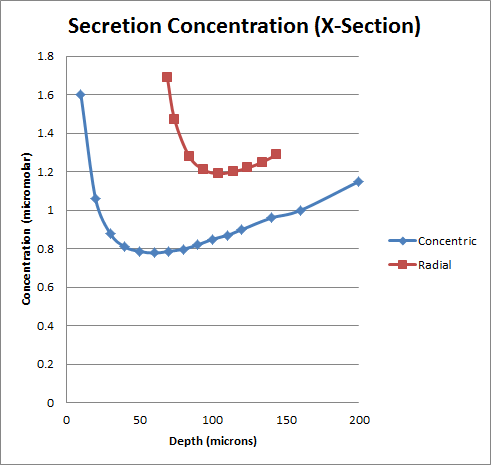 Secretion Concentration (X-Section)
Concentration (micromolar)
1.8
1.6
1.4
1.2
1
0.8
0.6
0.4
0.2
0
0 50 100 150 200
Depth (microns)
Concentric
Radial